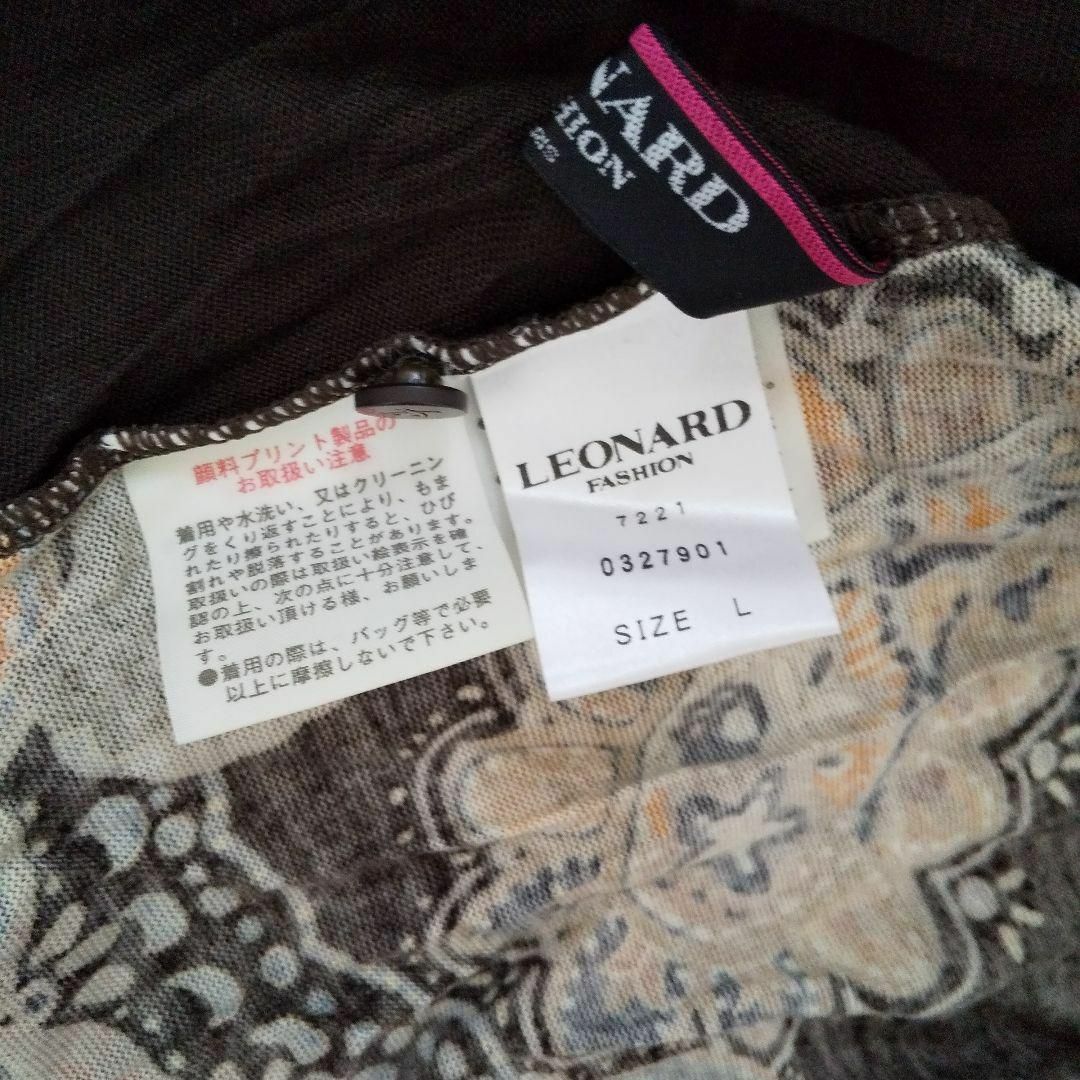 NARD
HION
顔料プリント製品の
お取扱い注意
着用や水洗い、又はクリーニン
グをくり返すことにより、もま
れたり擦られたりすると、ひび
割れや脱落することがあります。
取扱いの際は取扱い絵表示を確
認の上、次の点に十分注意して、
お取扱い頂ける様、お願いしま
す。
●着用の際は、バッグ等で必要
以上に摩擦しないで下さい。
LEONARD
FASHION
7221
0327901
SIZE L